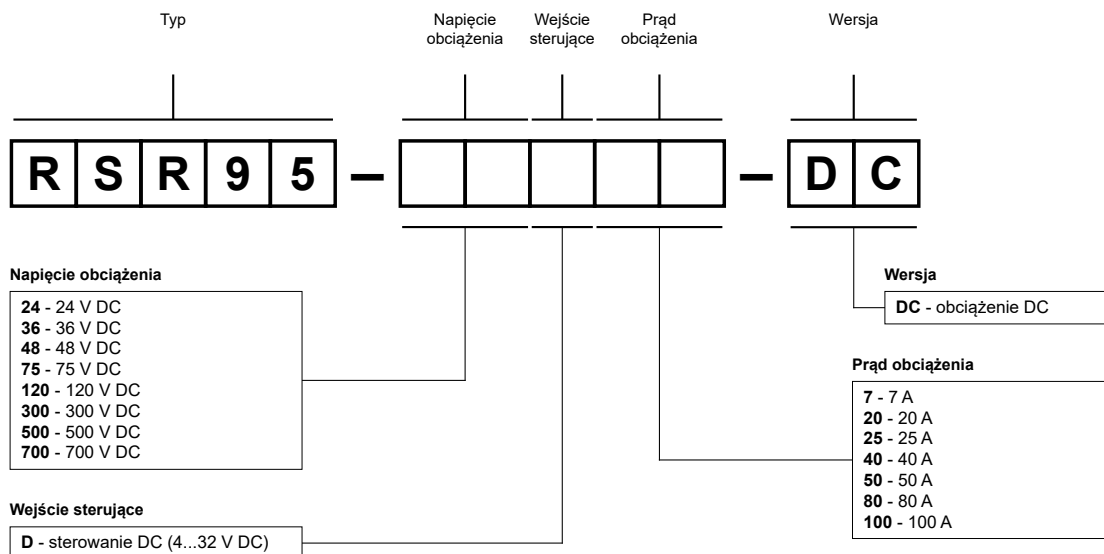 Typ
Napięcie
obciążenia
Wejście
sterujące
Prąd
obciążenia
Wersja
RSR95 – – DC
Napięcie obciążenia
24 - 24 V DC
36 - 36 V DC
48 - 48 V DC
75 - 75 V DC
120 - 120 V DC
300 - 300 V DC
500 - 500 V DC
700 - 700 V DC
Wejście sterujące
D - sterowanie DC (4...32 V DC)
Wersja
DC - obciążenie DC
Prąd obciążenia
7 - 7 A
20 - 20 A
25 - 25 A
40 - 40 A
50 - 50 A
80 - 80 A
100 - 100 A